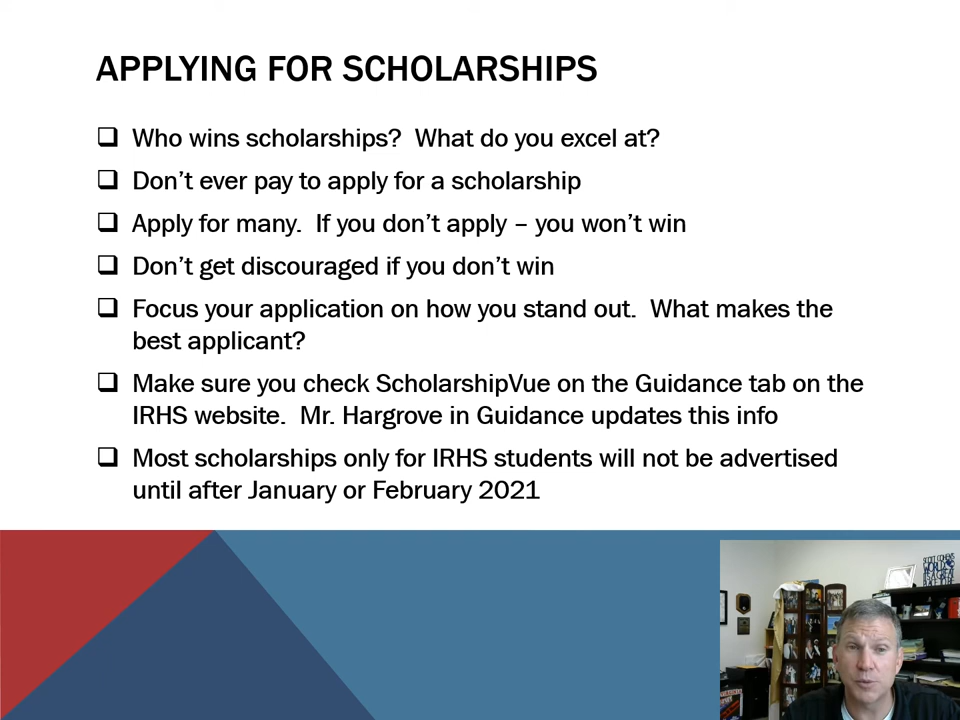 APPLYING FOR SCHOLARSHIPS
Who wins scholarships?  What do you excel at?
Don't ever pay to apply for a scholarship
Apply for many.  If you don't apply – you won't win
Don't get discouraged if you don't win
Focus your application on how you stand out.  What makes the
best applicant?
Make sure you check ScholarshipVue on the Guidance tab on the
IRHS website.  Mr. Hargrove in Guidance updates this info
Most scholarships only for IRHS students will not be advertised
until after January or February 2021